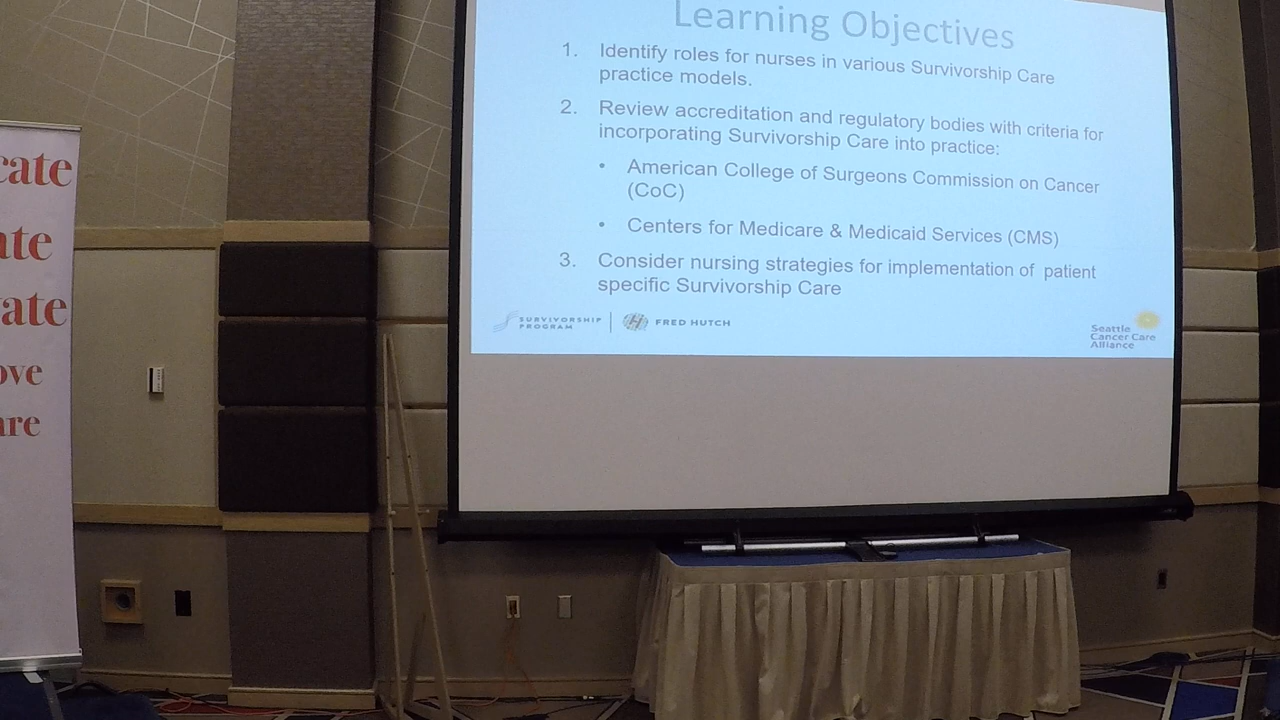 Learning Objectives
1. Identify roles for nurses in various Survivorship Care
practice models.
2. Review accreditation and regulatory bodies with criteria for
incorporating Survivorship Care into practice:
• American College of Surgeons Commission on Cancer
(CoC)
• Centers for Medicare & Medicaid Services (CMS)
3. Consider nursing strategies for implementation of patient
specific Survivorship Care
SURVIVORSHIP
PROGRAM
FRED HUTCH
Seattle
Cancer Care
Alliance
cate
ate
ate
ove
are